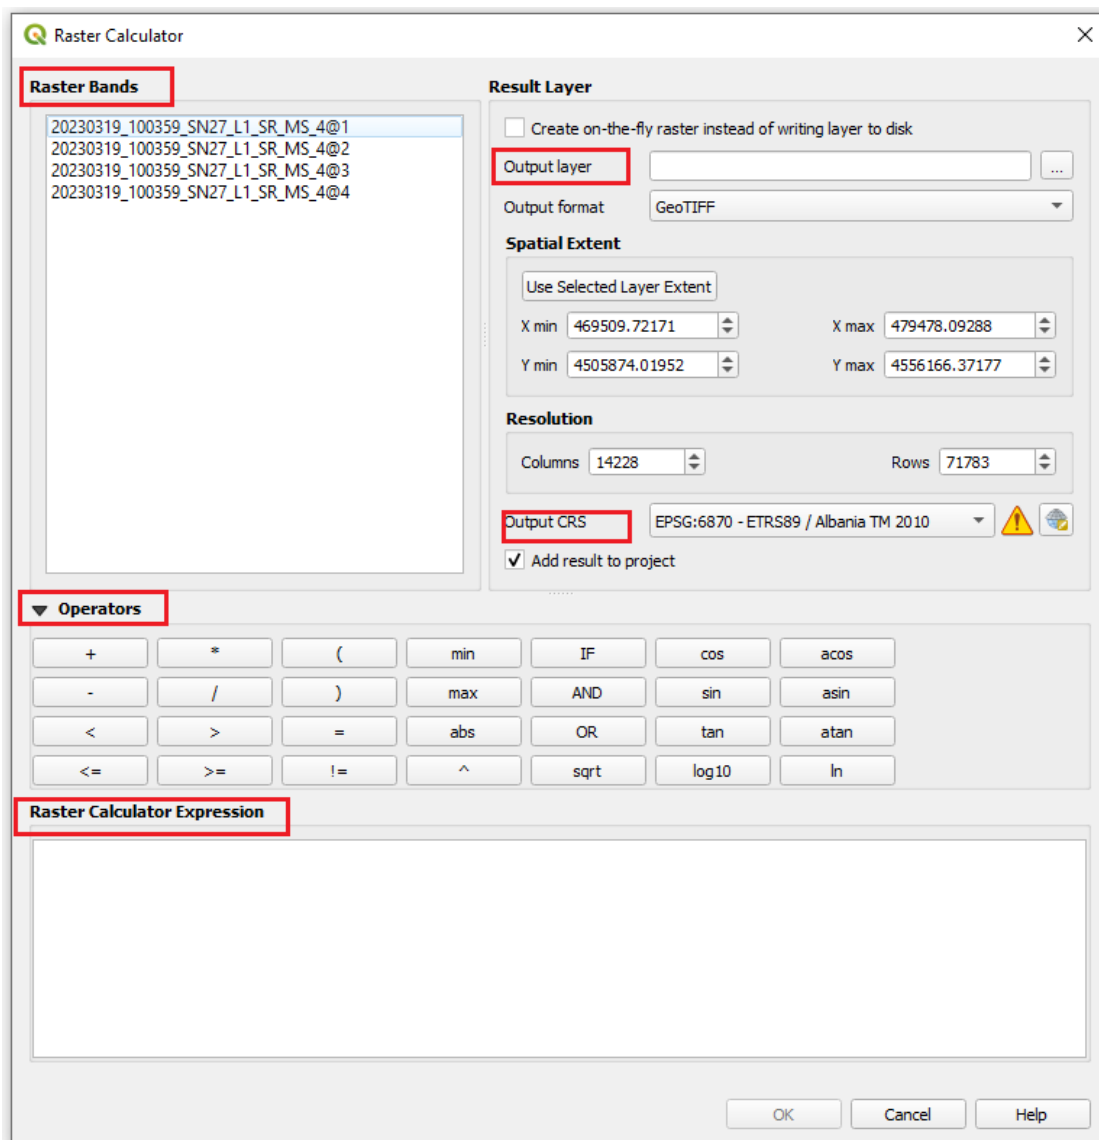 Raster Calculator
Raster Bands
20230319_100359_SN27_L1_SR_MS_4@1
20230319_100359_SN27_L1_SR_MS_4@2
20230319_100359_SN27_L1_SR_MS_4@3
20230319_100359_SN27_L1_SR_MS_4@4
Result Layer
Create on-the-fly raster instead of writing layer to disk
Output layer ...
Output format GeoTIFF
Spatial Extent
Use Selected Layer Extent
X min 469509.72171 X max 479478.09288
Y min 4505874.01952 Y max 4556166.37177
Resolution
Columns 14228 Rows 71783
Output CRS EPSG:6870 - ETRS89 / Albania TM 2010
Add result to project
Operators
+ * ( min IF cos acos
- / ) max AND sin asin
< > = abs OR tan atan
<= >= != ^ sqrt log10 ln
Raster Calculator Expression
OK Cancel Help